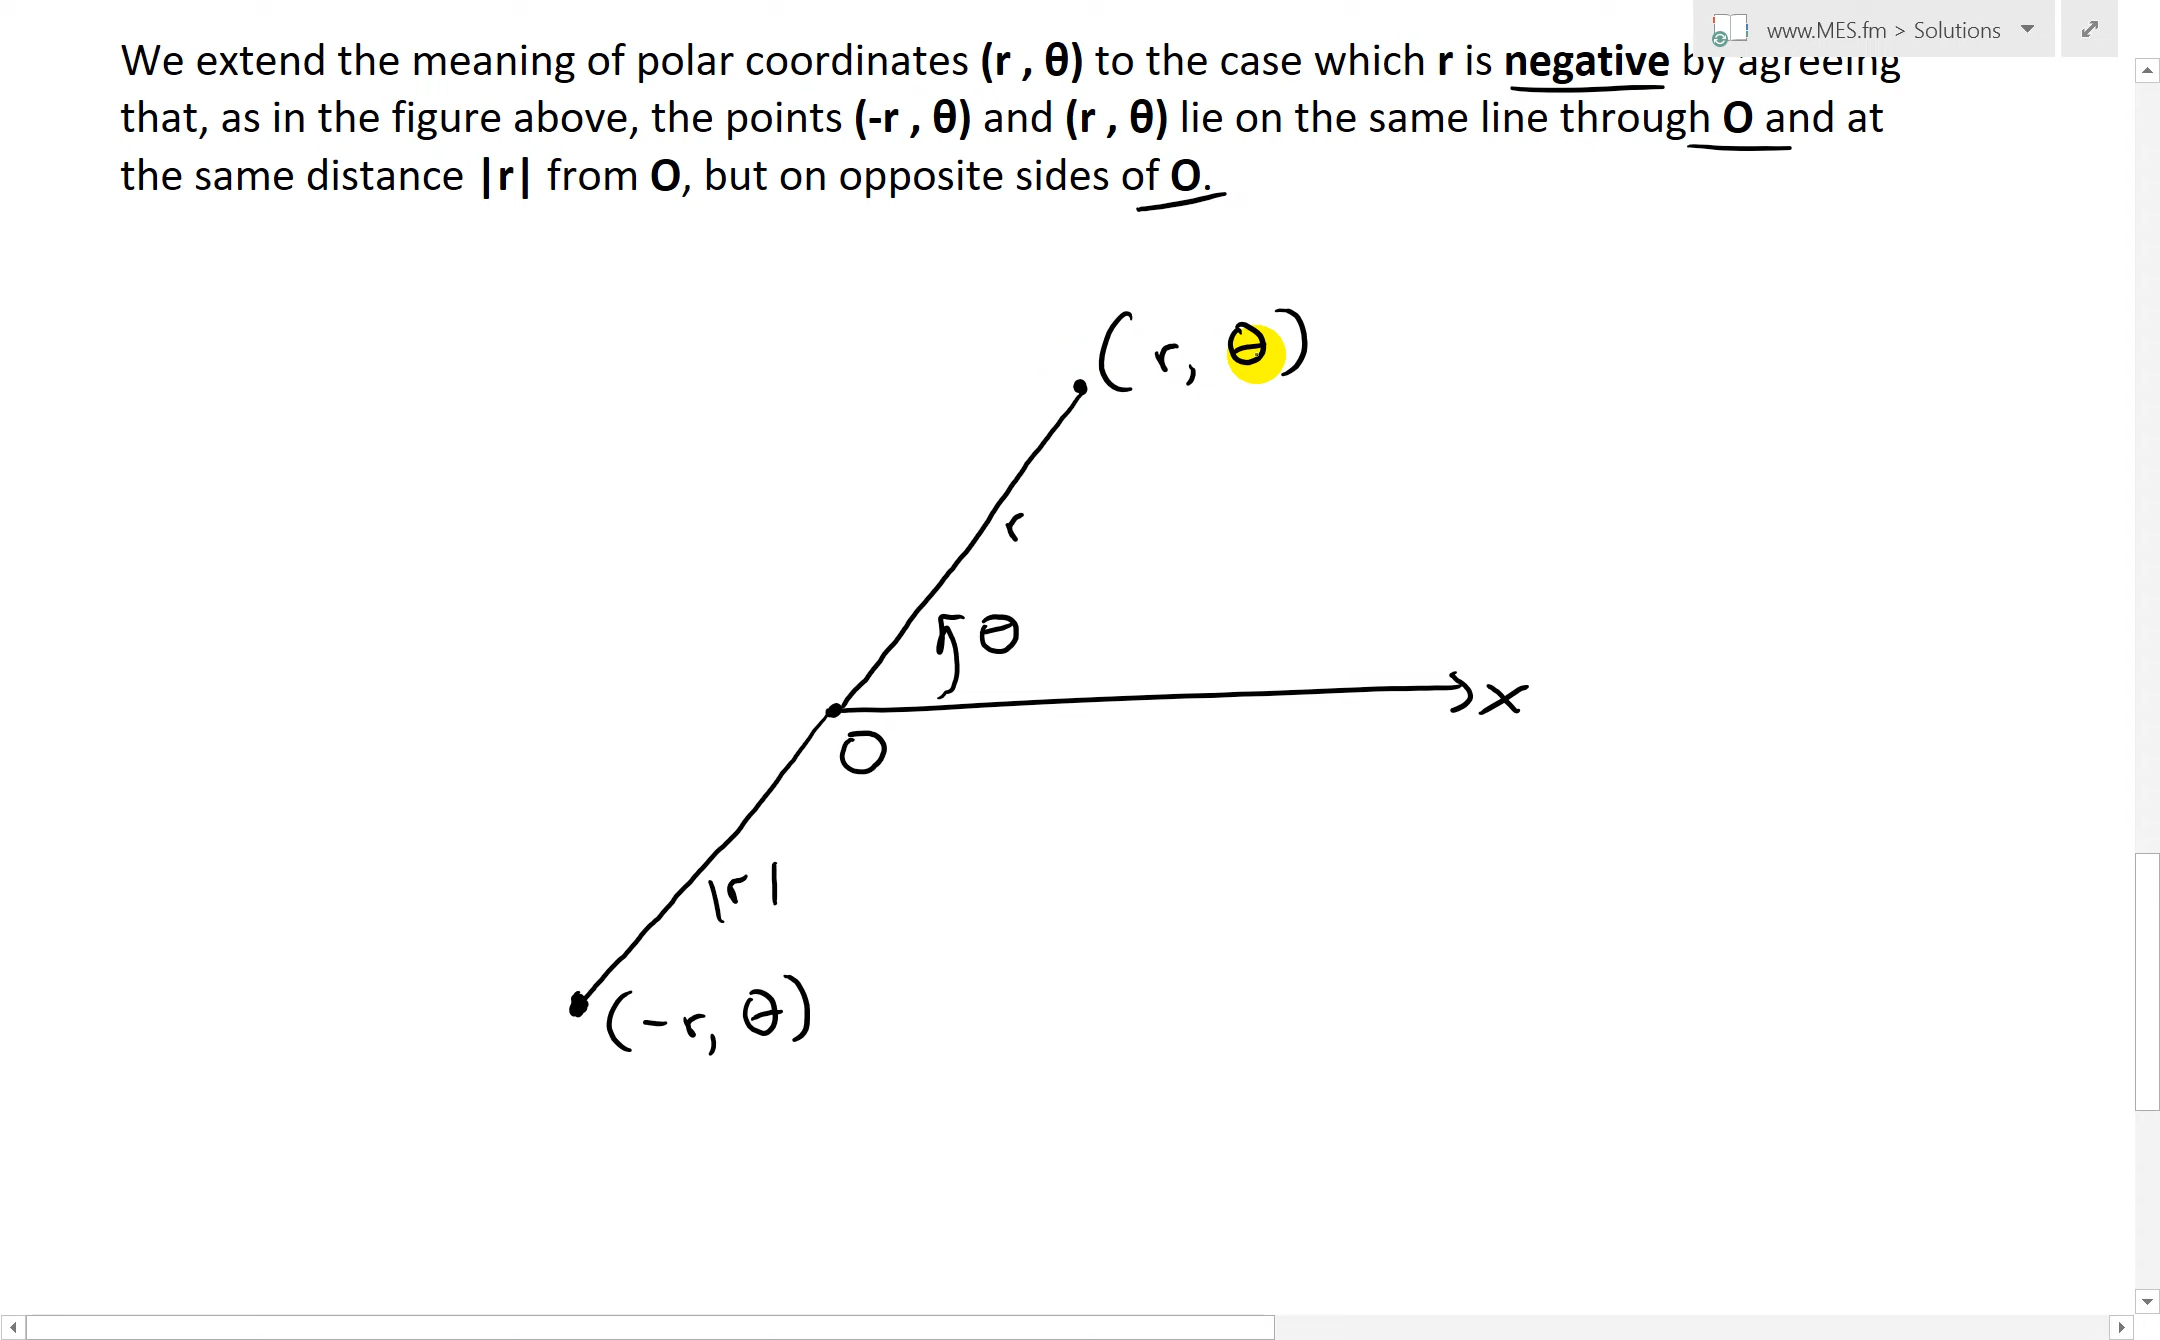 www.MES.fm > Solutions
We extend the meaning of polar coordinates (r , θ) to the case which r is negative by agreeing
that, as in the figure above, the points (-r , θ) and (r , θ) lie on the same line through O and at
the same distance |r| from O, but on opposite sides of O.
(r, θ)
r
θ
x
O
|r|
(-r, θ)